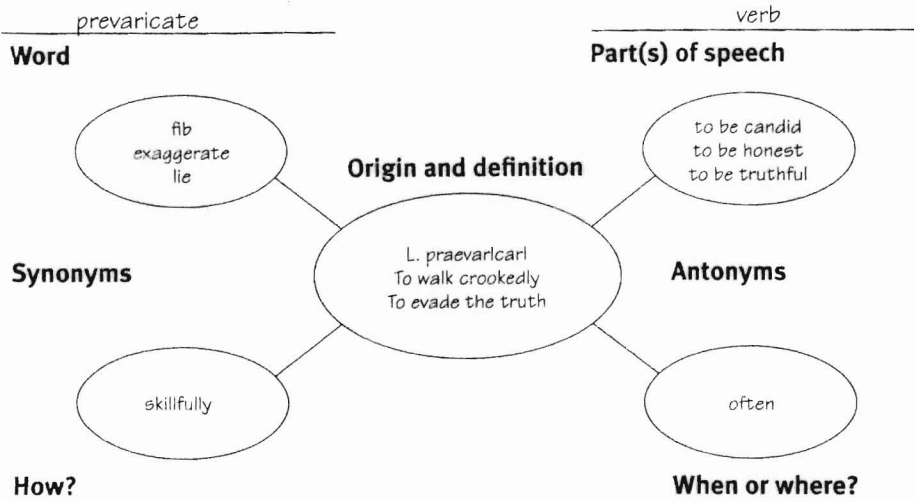 prevaricate
verb
Word
Part(s) of speech
fib
exaggerate
lie
to be candid
to be honest
to be truthful
Origin and definition
L. praevarlcarl
To walk crookedly
To evade the truth
Synonyms
Antonyms
skillfully
often
How?
When or where?